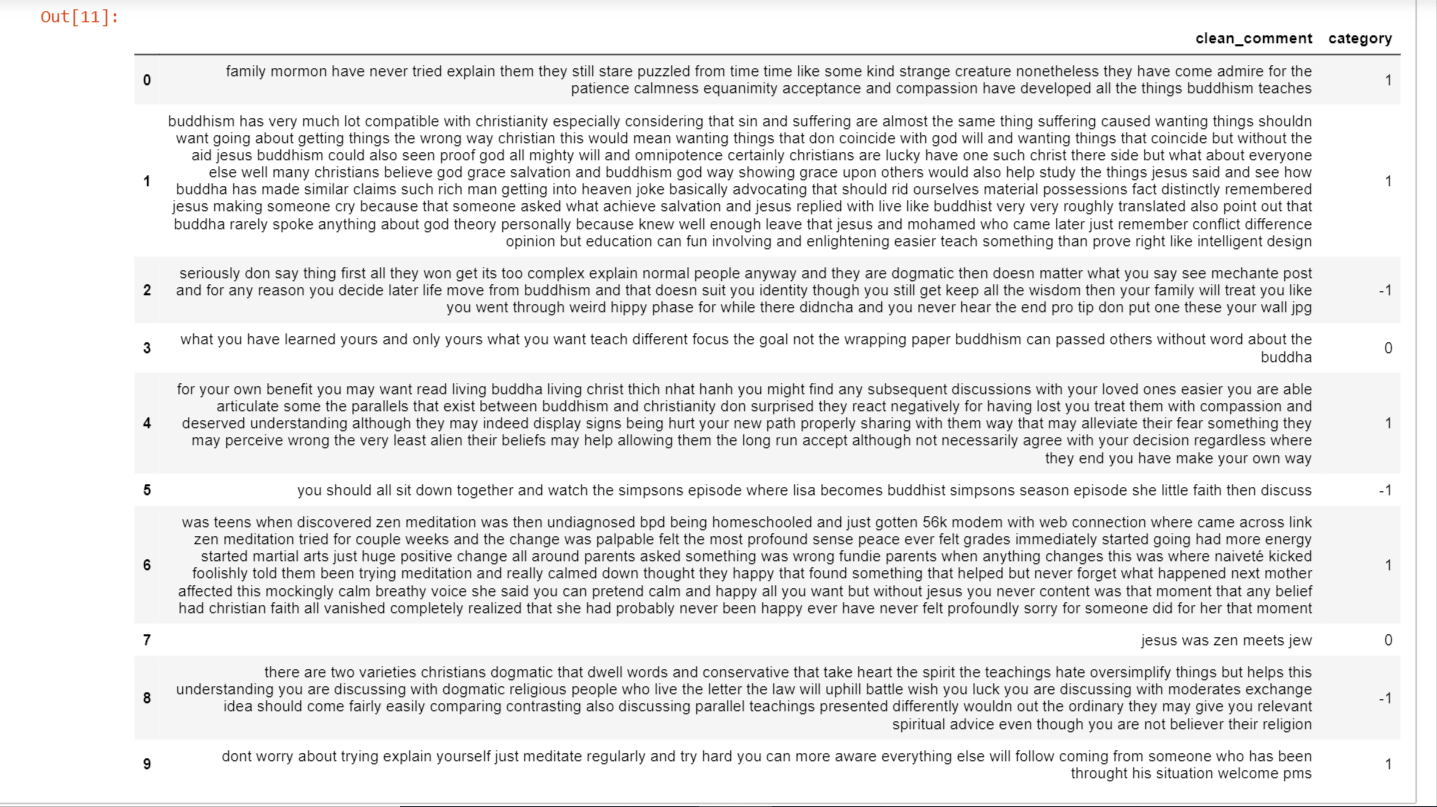 Out[11]:
clean_comment category
family mormon have never tried explain them they still stare puzzled from time time like some kind strange creature nonetheless they have come admire for the
0 1
patience calmness equanimity acceptance and compassion have developed all the things buddhism teaches
buddhism has very much lot compatible with christianity especially considering that sin and suffering are almost the same thing suffering caused wanting things shouldn
want going about getting things the wrong way christian this would mean wanting things that don coincide with god will and wanting things that coincide but without the
aid jesus buddhism could also seen proof god all mighty will and omnipotence certainly christians are lucky have one such christ there side but what about everyone
else well many christians believe god grace salvation and buddhism god way showing grace upon others would also help study the things jesus said and see how
1 1
buddha has made similar claims such rich man getting into heaven joke basically advocating that should rid ourselves material possessions fact distinctly remembered
jesus making someone cry because that someone asked what achieve salvation and jesus replied with live like buddhist very very roughly translated also point out that
buddha rarely spoke anything about god theory personally because knew well enough leave that jesus and mohamed who came later just remember conflict difference
opinion but education can fun involving and enlightening easier teach something than prove right like intelligent design
seriously don say thing first all they won get its too complex explain normal people anyway and they are dogmatic then doesn matter what you say see mechante post
2 and for any reason you decide later life move from buddhism and that doesn suit you identity though you still get keep all the wisdom then your family will treat you like -1
you went through weird hippy phase for while there didncha and you never hear the end pro tip don put one these your wall jpg
what you have learned yours and only yours what you want teach different focus the goal not the wrapping paper buddhism can passed others without word about the
3 0
buddha
for your own benefit you may want read living buddha living christ thich nhat hanh you might find any subsequent discussions with your loved ones easier you are able
articulate some the parallels that exist between buddhism and christianity don surprised they react negatively for having lost you treat them with compassion and
4 deserved understanding although they may indeed display signs being hurt your new path properly sharing with them way that may alleviate their fear something they 1
may perceive wrong the very least alien their beliefs may help allowing them the long run accept although not necessarily agree with your decision regardless where
they end you have make your own way
5 you should all sit down together and watch the simpsons episode where lisa becomes buddhist simpsons season episode she little faith then discuss -1
was teens when discovered zen meditation was then undiagnosed bpd being homeschooled and just gotten 56k modem with web connection where came across link
zen meditation tried for couple weeks and the change was palpable felt the most profound sense peace ever felt grades immediately started going had more energy
started martial arts just huge positive change all around parents asked something was wrong fundie parents when anything changes this was where naiveté kicked
6 1
foolishly told them been trying meditation and really calmed down thought they happy that found something that helped but never forget what happened next mother
affected this mockingly calm breathy voice she said you can pretend calm and happy all you want but without jesus you never content was that moment that any belief
had christian faith all vanished completely realized that she had probably never been happy ever have never felt profoundly sorry for someone did for her that moment
7 jesus was zen meets jew 0
there are two varieties christians dogmatic that dwell words and conservative that take heart the spirit the teachings hate oversimplify things but helps this
understanding you are discussing with dogmatic religious people who live the letter the law will uphill battle wish you luck you are discussing with moderates exchange
8 -1
idea should come fairly easily comparing contrasting also discussing parallel teachings presented differently wouldn out the ordinary they may give you relevant
spiritual advice even though you are not believer their religion
dont worry about trying explain yourself just meditate regularly and try hard you can more aware everything else will follow coming from someone who has been
9 1
throught his situation welcome pms